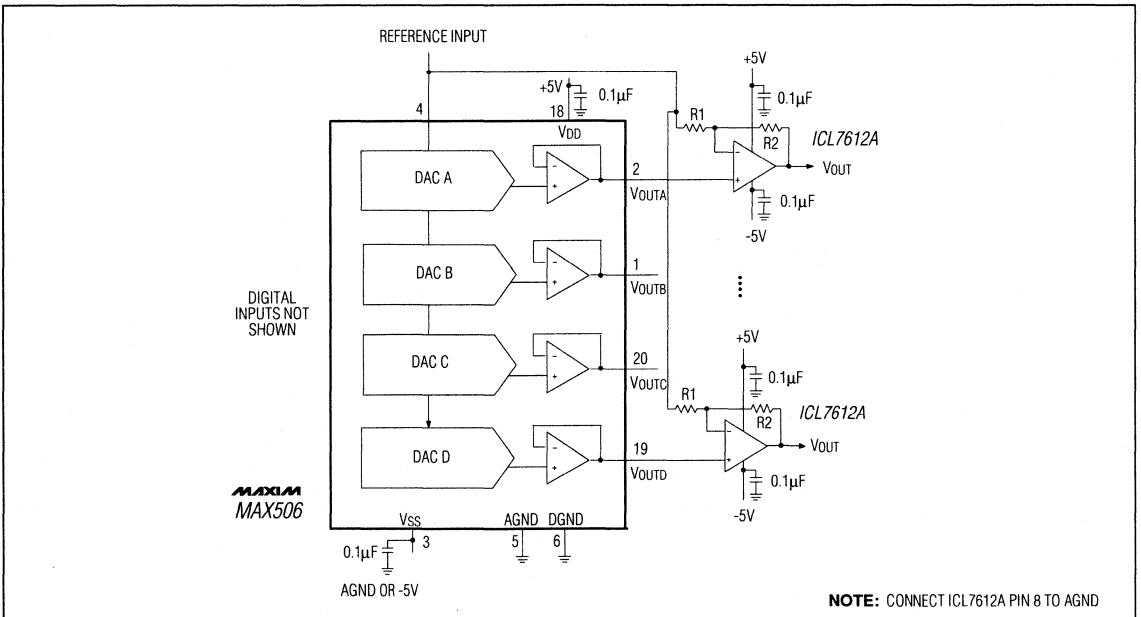 REFERENCE INPUT
+5V
+5V
0.1µF
0.1µF
4
18
VDD
R1
R2
ICL7612A
DAC A
-
+
2
VOUTA
-
+
VOUT
0.1µF
-5V
DAC B
-
+
1
VOUTB
DIGITAL
INPUTS NOT
SHOWN
+5V
DAC C
-
+
20
VOUTC
0.1µF
R1
R2
ICL7612A
DAC D
-
+
19
VOUTD
-
+
VOUT
0.1µF
-5V
MAXIM
MAX506
VSS
AGND
DGND
3
5
6
0.1µF
AGND OR -5V
NOTE: CONNECT ICL7612A PIN 8 TO AGND